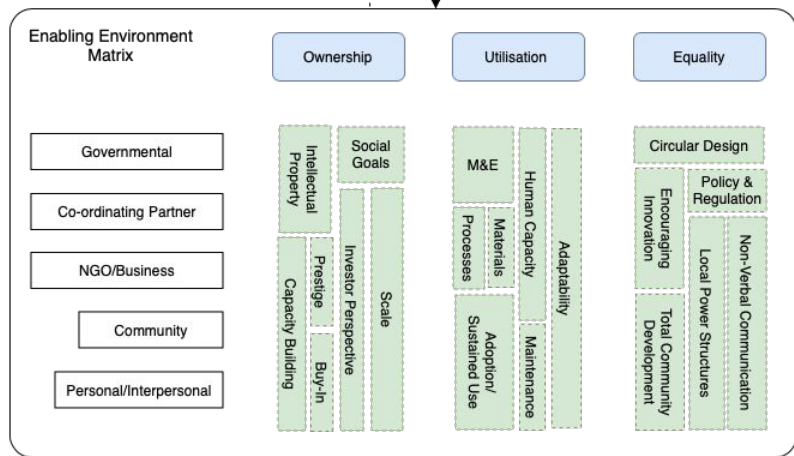 Enabling Environment
Matrix
Ownership
Utilisation
Equality
Governmental
Co-ordinating Partner
NGO/Business
Community
Personal/Interpersonal
Intellectual
Property
Social
Goals
Capacity Building
Prestige
Buy-In
Investor Perspective
Scale
M&E
Processes
Materials
Adoption/
Sustained Use
Human Capacity
Maintenance
Adaptability
Circular Design
Encouraging
Innovation
Policy &
Regulation
Total Community
Development
Local Power Structures
Non-Verbal Communication